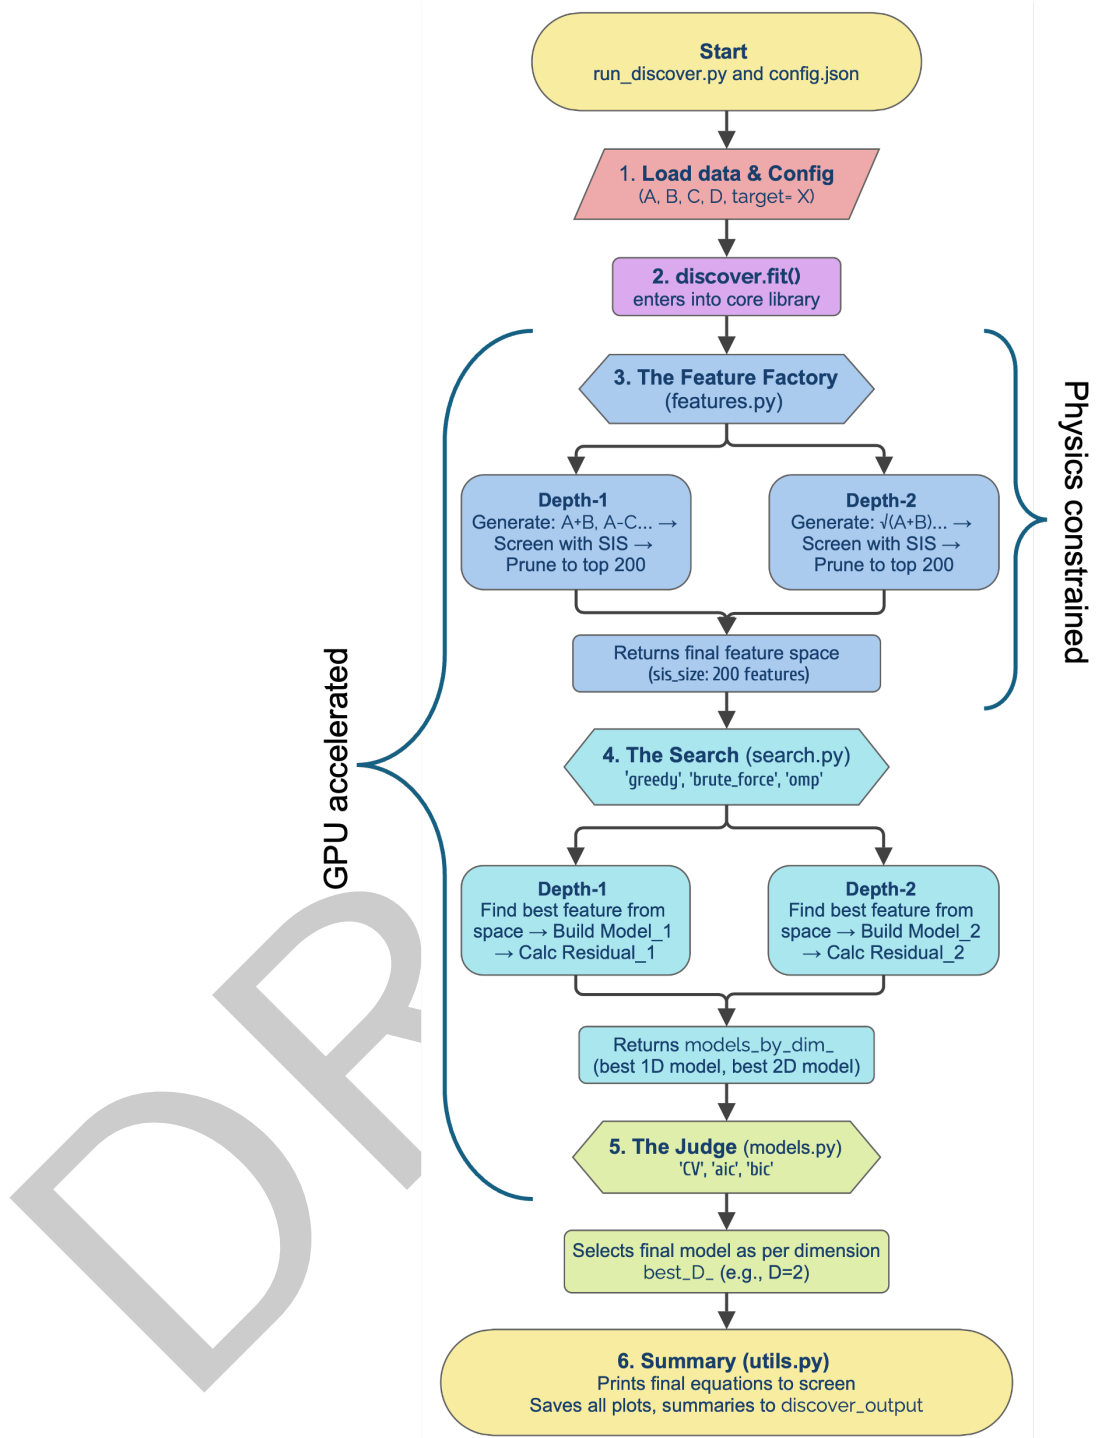 Start
run_discover.py and config.json
1. Load data & Config
(A, B, C, D, target= X)
2. discover.fit()
enters into core library
3. The Feature Factory
(features.py)
Depth-1
Generate: A+B, A-C... →
Screen with SIS →
Prune to top 200
Depth-2
Generate: √(A+B)... →
Screen with SIS →
Prune to top 200
Returns final feature space
(sis_size: 200 features)
Physics constrained
GPU accelerated
4. The Search (search.py)
'greedy', 'brute_force', 'omp'
Depth-1
Find best feature from
space → Build Model_1
→ Calc Residual_1
Depth-2
Find best feature from
space → Build Model_2
→ Calc Residual_2
Returns models_by_dim_
(best 1D model, best 2D model)
5. The Judge (models.py)
'CV', 'aic', 'bic'
Selects final model as per dimension
best_D_ (e.g., D=2)
6. Summary (utils.py)
Prints final equations to screen
Saves all plots, summaries to discover_output